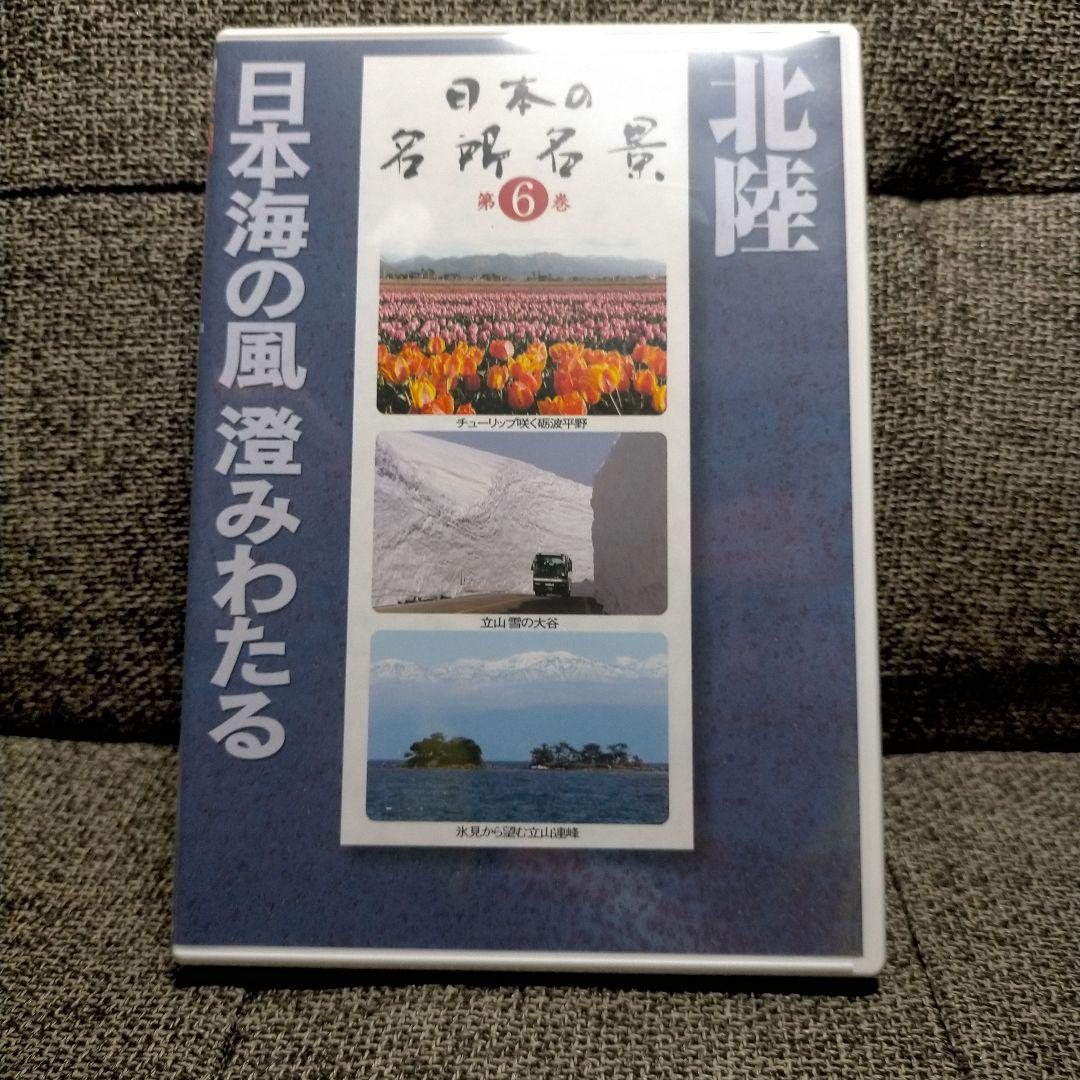 北陸
日本の
名所名景
第6巻
チューリップ咲く砺波平野
立山 雪の大谷
氷見から望む立山連峰
日本海の風 澄みわたる